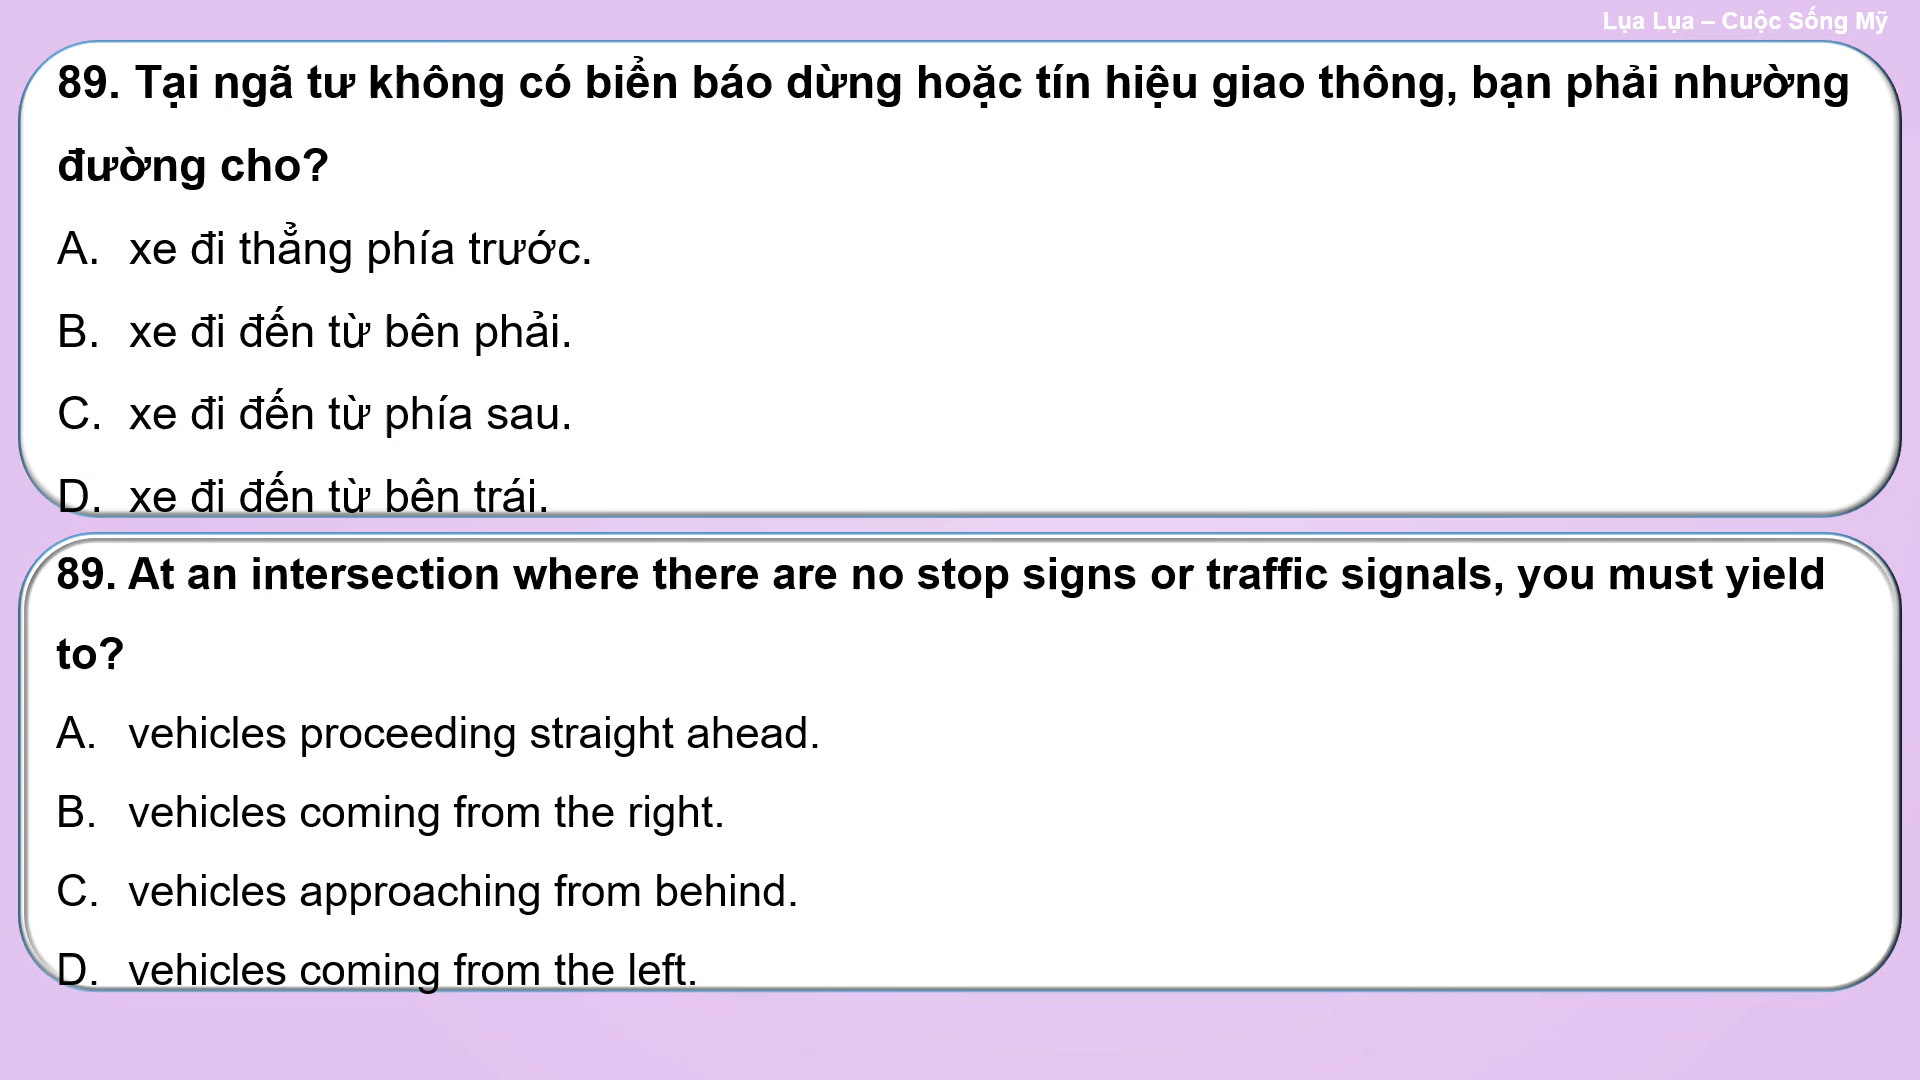 Lụa Lụa – Cuộc Sống Mỹ
89. Tại ngã tư không có biển báo dừng hoặc tín hiệu giao thông, bạn phải nhường
đường cho?
A. xe đi thẳng phía trước.
B. xe đi đến từ bên phải.
C. xe đi đến từ phía sau.
D. xe đi đến từ bên trái.
89. At an intersection where there are no stop signs or traffic signals, you must yield
to?
A. vehicles proceeding straight ahead.
B. vehicles coming from the right.
C. vehicles approaching from behind.
D. vehicles coming from the left.